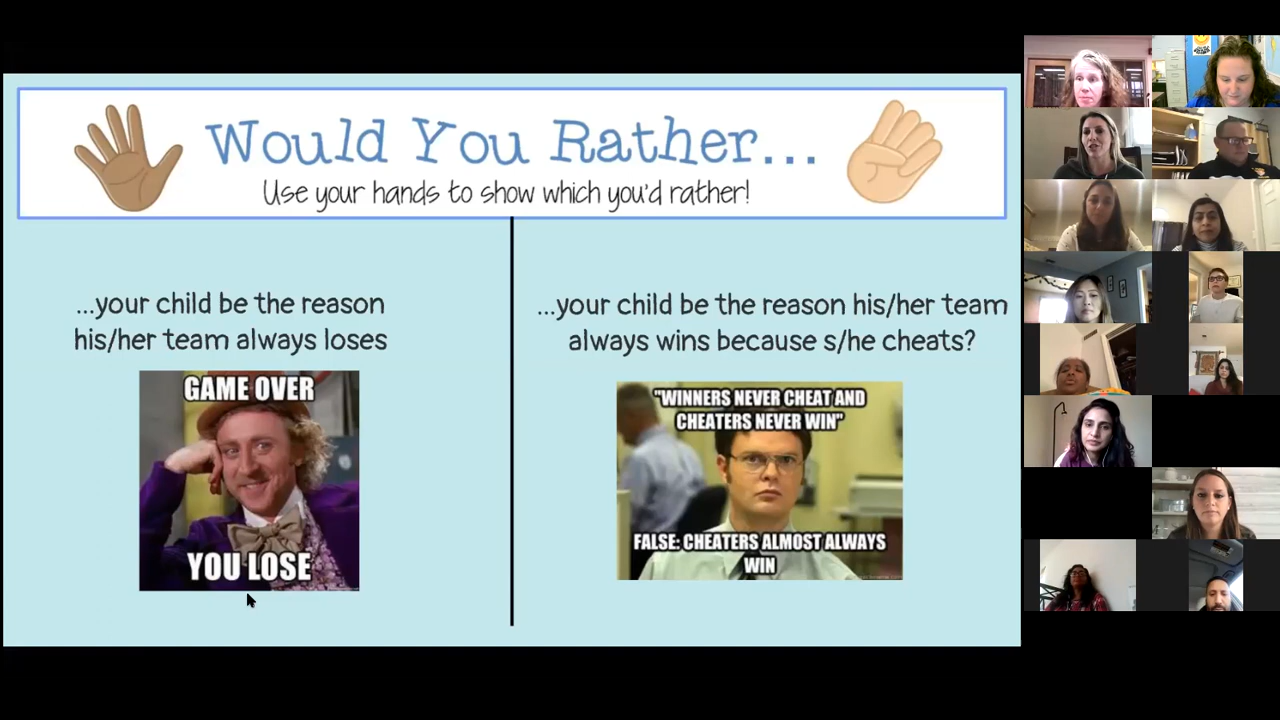 Would You Rather...
Use your hands to show which you'd rather!
...your child be the reason
his/her team always loses
GAME OVER
YOU LOSE
...your child be the reason his/her team
always wins because s/he cheats?
"WINNERS NEVER CHEAT AND
CHEATERS NEVER WIN"
FALSE: CHEATERS ALMOST ALWAYS
WIN